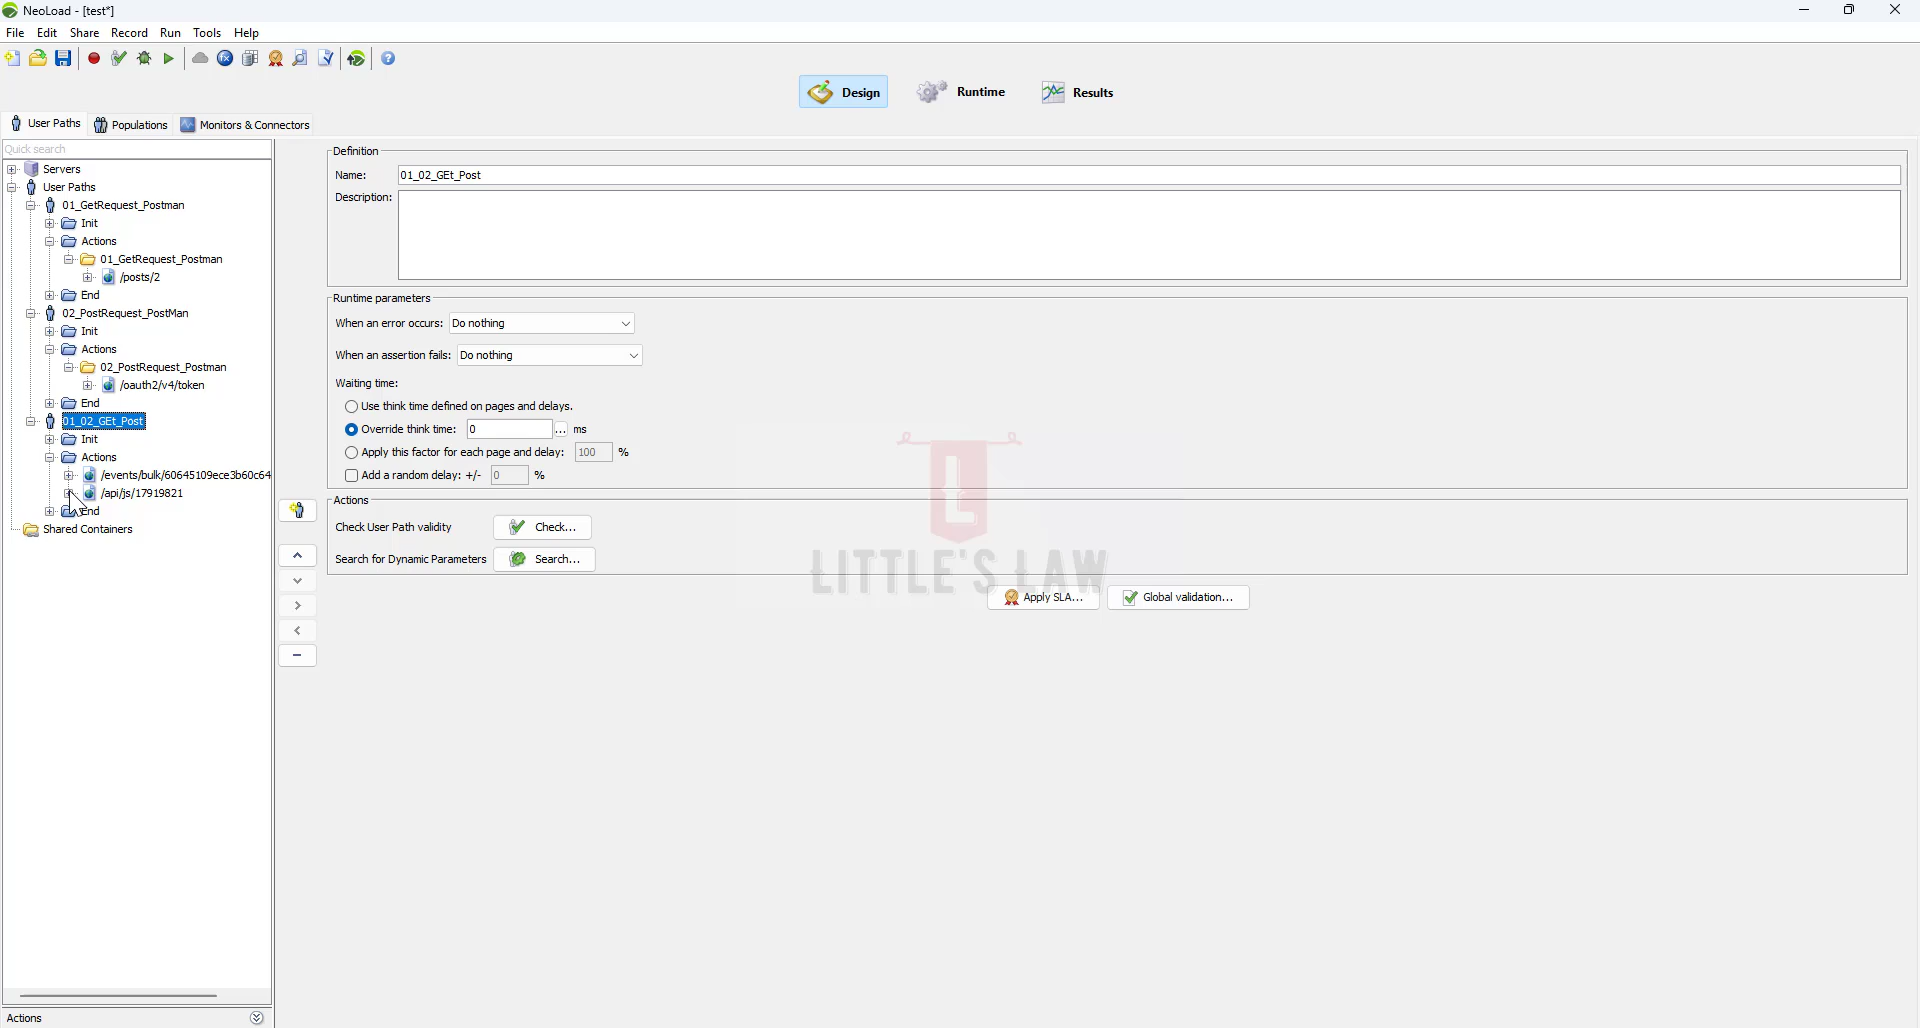 NeoLoad - [test*]
File Edit Share Record Run Tools Help
Design Runtime Results
User Paths Populations Monitors & Connectors
Quick search
Servers
User Paths
01_GetRequest_Postman
Init
Actions
01_GetRequest_Postman
/posts/2
End
02_PostRequest_PostMan
Init
Actions
02_PostRequest_Postman
/oauth2/v4/token
End
01_02_GEt_Post
Init
Actions
/events/bulk/60645109ece3b60c64
/api/js/17919821
End
Shared Containers
Actions
Definition
Name: 01_02_GEt_Post
Description:
Runtime parameters
When an error occurs: Do nothing
When an assertion fails: Do nothing
Waiting time:
Use think time defined on pages and delays.
Override think time: 0 ... ms
Apply this factor for each page and delay: 100 %
Add a random delay: +/- 0 %
Actions
Check User Path validity Check...
Search for Dynamic Parameters Search...
LITTLE'S LAW
Apply SLA... Global validation...